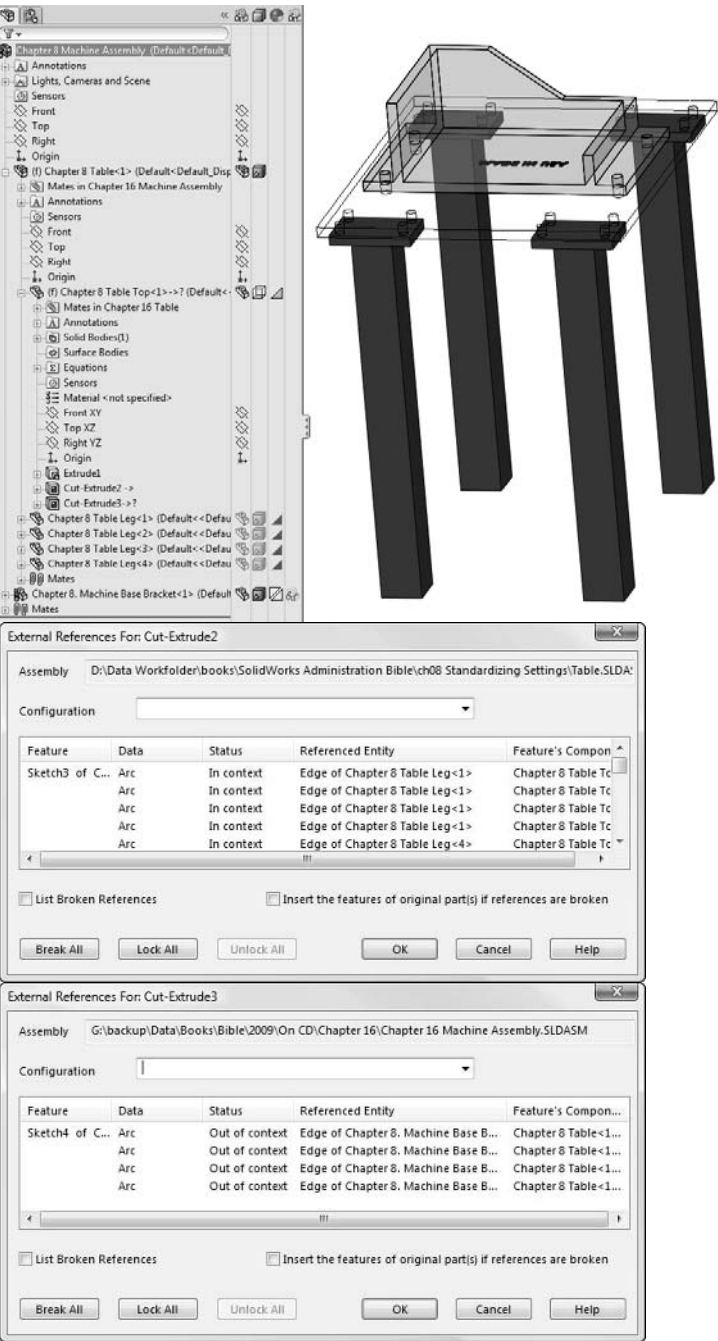 Chapter 8 Machine Assembly (Default<Default_D
Annotations
Lights, Cameras and Scene
Sensors
Front
Top
Right
Origin
(f) Chapter 8 Table<1> (Default<Default_Disp
Mates in Chapter 16 Machine Assembly
Annotations
Sensors
Front
Top
Right
Origin
(f) Chapter 8 Table Top<1>->? (Default<
Mates in Chapter 16 Table
Annotations
Solid Bodies(1)
Surface Bodies
Equations
Sensors
Material <not specified>
Front XY
Top XZ
Right YZ
Origin
Extrude1
Cut-Extrude2 ->
Cut-Extrude3->?
Chapter 8 Table Leg<1> (Default<<Defau
Chapter 8 Table Leg<2> (Default<<Defau
Chapter 8 Table Leg<3> (Default<<Defau
Chapter 8 Table Leg<4> (Default<<Defau
Mates
Chapter 8. Machine Base Bracket<1> (Default
Mates
External References For: Cut-Extrude2
Assembly D:\Data Workfolder\books\SolidWorks Administration Bible\ch08 Standardizing Settings\Table.SLDA
Configuration
Feature Data Status Referenced Entity Feature's Compon
Sketch3 of C... Arc In context Edge of Chapter 8 Table Leg<1> Chapter 8 Table To
Arc In context Edge of Chapter 8 Table Leg<1> Chapter 8 Table To
Arc In context Edge of Chapter 8 Table Leg<1> Chapter 8 Table To
Arc In context Edge of Chapter 8 Table Leg<1> Chapter 8 Table To
Arc In context Edge of Chapter 8 Table Leg<4> Chapter 8 Table To
List Broken References Insert the features of original part(s) if references are broken
Break All Lock All Unlock All OK Cancel Help
External References For: Cut-Extrude3
Assembly G:\backup\Data\Books\Bible\2009\On CD\Chapter 16\Chapter 16 Machine Assembly.SLDASM
Configuration
Feature Data Status Referenced Entity Feature's Compon...
Sketch4 of C... Arc Out of context Edge of Chapter 8. Machine Base B... Chapter 8 Table<1...
Arc Out of context Edge of Chapter 8. Machine Base B... Chapter 8 Table<1...
Arc Out of context Edge of Chapter 8. Machine Base B... Chapter 8 Table<1...
Arc Out of context Edge of Chapter 8. Machine Base B... Chapter 8 Table<1...
List Broken References Insert the features of original part(s) if references are broken
Break All Lock All Unlock All OK Cancel Help